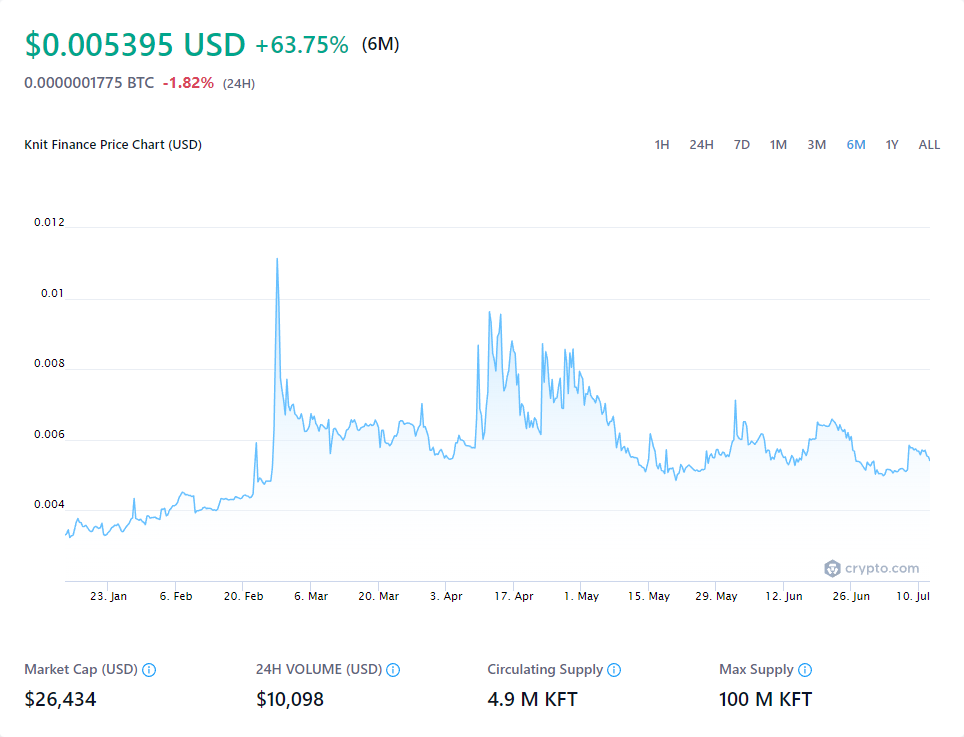 $0.005395 USD +63.75% (6M)
0.0000001775 BTC -1.82% (24H)
Knit Finance Price Chart (USD) 1H 24H 7D 1M 3M 6M 1Y ALL
0.012
0.01
0.008
0.006
0.004
crypto.com
23. Jan 6. Feb 20. Feb 6. Mar 20. Mar 3. Apr 17. Apr 1. May 15. May 29. May 12. Jun 26. Jun 10. Jul
Market Cap (USD) 24H VOLUME (USD) Circulating Supply Max Supply
$26,434 $10,098 4.9 M KFT 100 M KFT